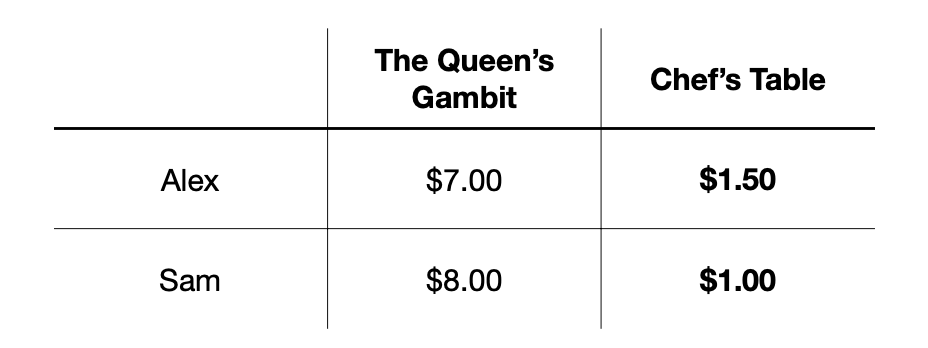 The Queen’s
Gambit
Chef’s Table
Alex
$7.00
$1.50
Sam
$8.00
$1.00